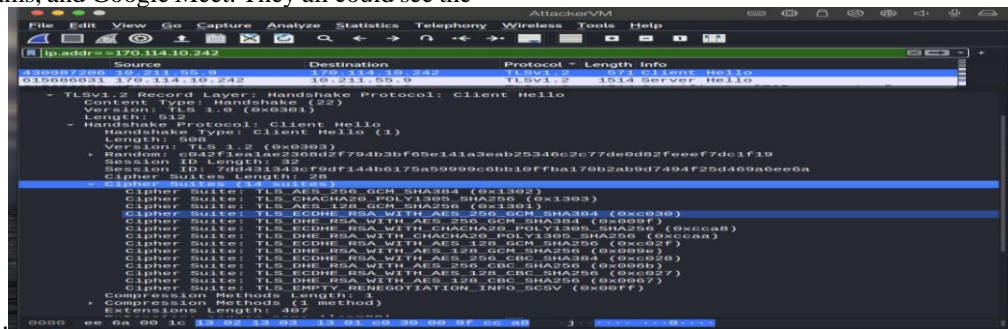 and Google Meet. They all could see the
AttackorVM
File Edit View Go Capture Analyze Statistics Telephony Wireless Tools Help
ip.addr==170.114.10.242
Source Destination Protocol Length Info
430987206 10.211.55.9 170.114.10.242 TLSv1.2 571 Client Hello
615686831 170.114.10.242 10.211.55.9 TLSv1.2 1514 Server Hello
TLSv1.2 Record Layer: Handshake Protocol: Client Hello
Content Type: Handshake (22)
Version: TLS 1.0 (0x0301)
Length: 512
Handshake Protocol: Client Hello
Handshake Type: Client Hello (1)
Length: 508
Version: TLS 1.2 (0x0303)
Random: c042f1ea1ae2368d2f794b3bf65e141a3eab25346c2c77de0d82feeef7dc1f19
Session ID Length: 32
Session ID: 7dd431343cf9df144b6175a59999c6bb10ffba170b2ab9d7494f25d469a6ee6a
Cipher Suites Length: 28
Cipher Suites (14 suites)
Cipher Suite: TLS_AES_256_GCM_SHA384 (0x1302)
Cipher Suite: TLS_CHACHA20_POLY1305_SHA256 (0x1303)
Cipher Suite: TLS_AES_128_GCM_SHA256 (0x1301)
Cipher Suite: TLS_ECDHE_RSA_WITH_AES_256_GCM_SHA384 (0xc030)
Cipher Suite: TLS_DHE_RSA_WITH_AES_256_GCM_SHA384 (0x009f)
Cipher Suite: TLS_ECDHE_RSA_WITH_CHACHA20_POLY1305_SHA256 (0xcca8)
Cipher Suite: TLS_DHE_RSA_WITH_CHACHA20_POLY1305_SHA256 (0xccaa)
Cipher Suite: TLS_ECDHE_RSA_WITH_AES_128_GCM_SHA256 (0xc02f)
Cipher Suite: TLS_DHE_RSA_WITH_AES_128_GCM_SHA256 (0x009e)
Cipher Suite: TLS_ECDHE_RSA_WITH_AES_256_CBC_SHA384 (0xc028)
Cipher Suite: TLS_DHE_RSA_WITH_AES_256_CBC_SHA256 (0x006b)
Cipher Suite: TLS_ECDHE_RSA_WITH_AES_128_CBC_SHA256 (0xc027)
Cipher Suite: TLS_DHE_RSA_WITH_AES_128_CBC_SHA256 (0x0067)
Cipher Suite: TLS_EMPTY_RENEGOTIATION_INFO_SCSV (0x00ff)
Compression Methods Length: 1
Compression Methods (1 method)
Extensions Length: 407
0080 ee 6a 00 1c 13 02 13 03 13 01 c0 30 00 9f cc a8